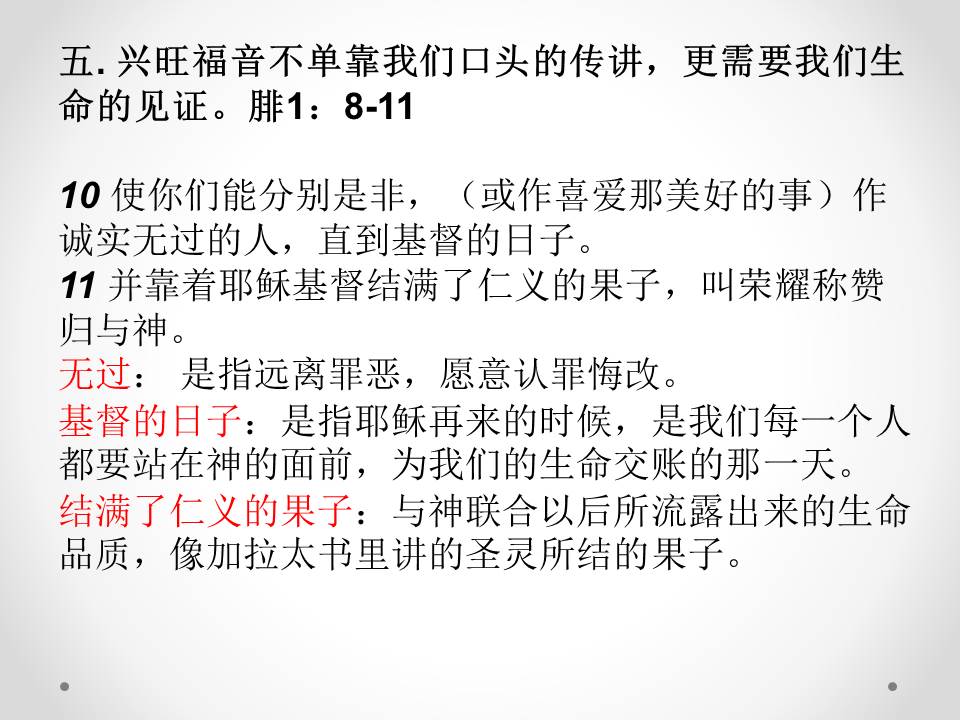 五. 兴旺福音不单靠我们口头的传讲，更需要我们生
命的见证。腓1：8-11
10 使你们能分别是非，（或作喜爱那美好的事）作
诚实无过的人，直到基督的日子。
11 并靠着耶稣基督结满了仁义的果子，叫荣耀称赞
归与神。
无过： 是指远离罪恶，愿意认罪悔改。
基督的日子：是指耶稣再来的时候，是我们每一个人
都要站在神的面前，为我们的生命交账的那一天。
结满了仁义的果子：与神联合以后所流露出来的生命
品质，像加拉太书里讲的圣灵所结的果子。